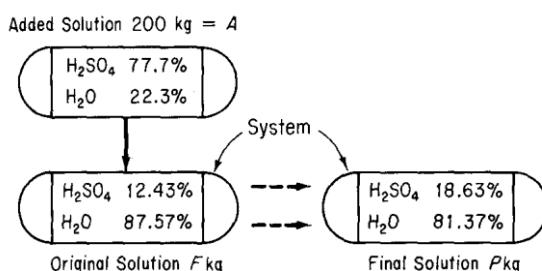 Added Solution 200 kg = A
H₂SO₄ 77.7%
H₂O 22.3%
System
H₂SO₄ 12.43%
H₂O 87.57%
H₂SO₄ 18.63%
H₂O 81.37%
Original Solution F kg
Final Solution P kg